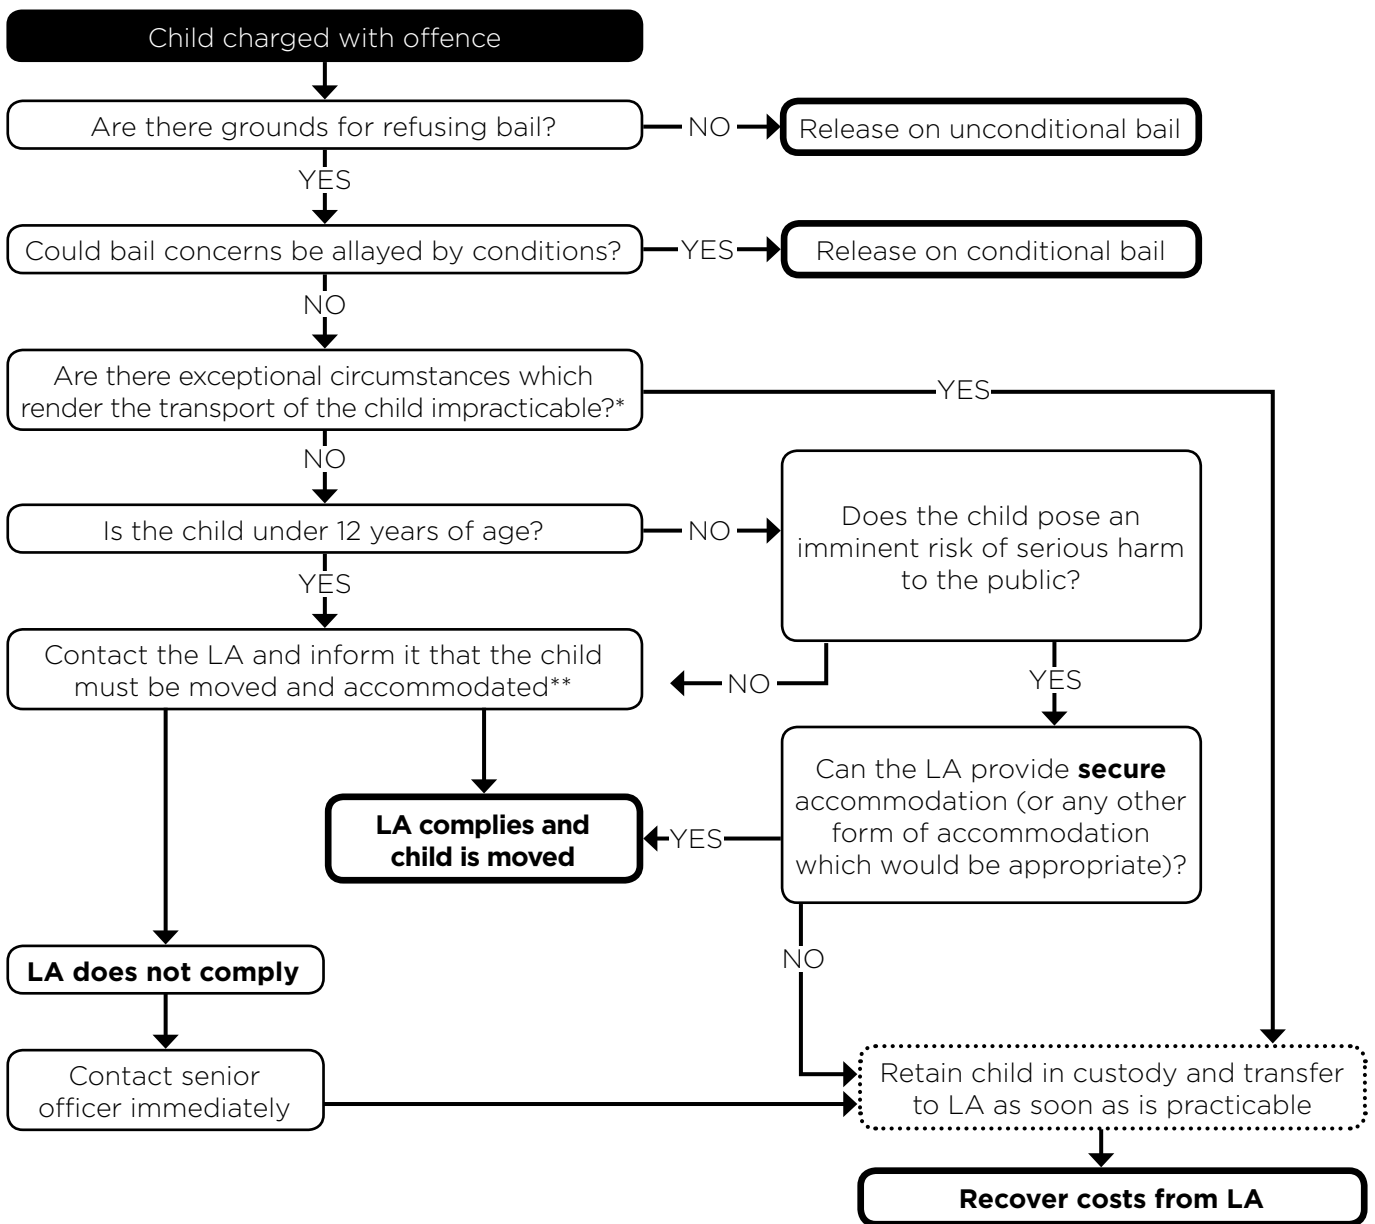 Child charged with offence
Are there grounds for refusing bail?
NO
Release on unconditional bail
YES
Could bail concerns be allayed by conditions?
YES
Release on conditional bail
NO
Are there exceptional circumstances which
render the transport of the child impracticable?*
YES
NO
Is the child under 12 years of age?
NO
Does the child pose an
imminent risk of serious harm
to the public?
YES
Contact the LA and inform it that the child
must be moved and accommodated**
NO
YES
Can the LA provide secure
accommodation (or any other
form of accommodation
which would be appropriate)?
YES
LA complies and
child is moved
NO
LA does not comply
Contact senior
officer immediately
Retain child in custody and transfer
to LA as soon as is practicable
Recover costs from LA